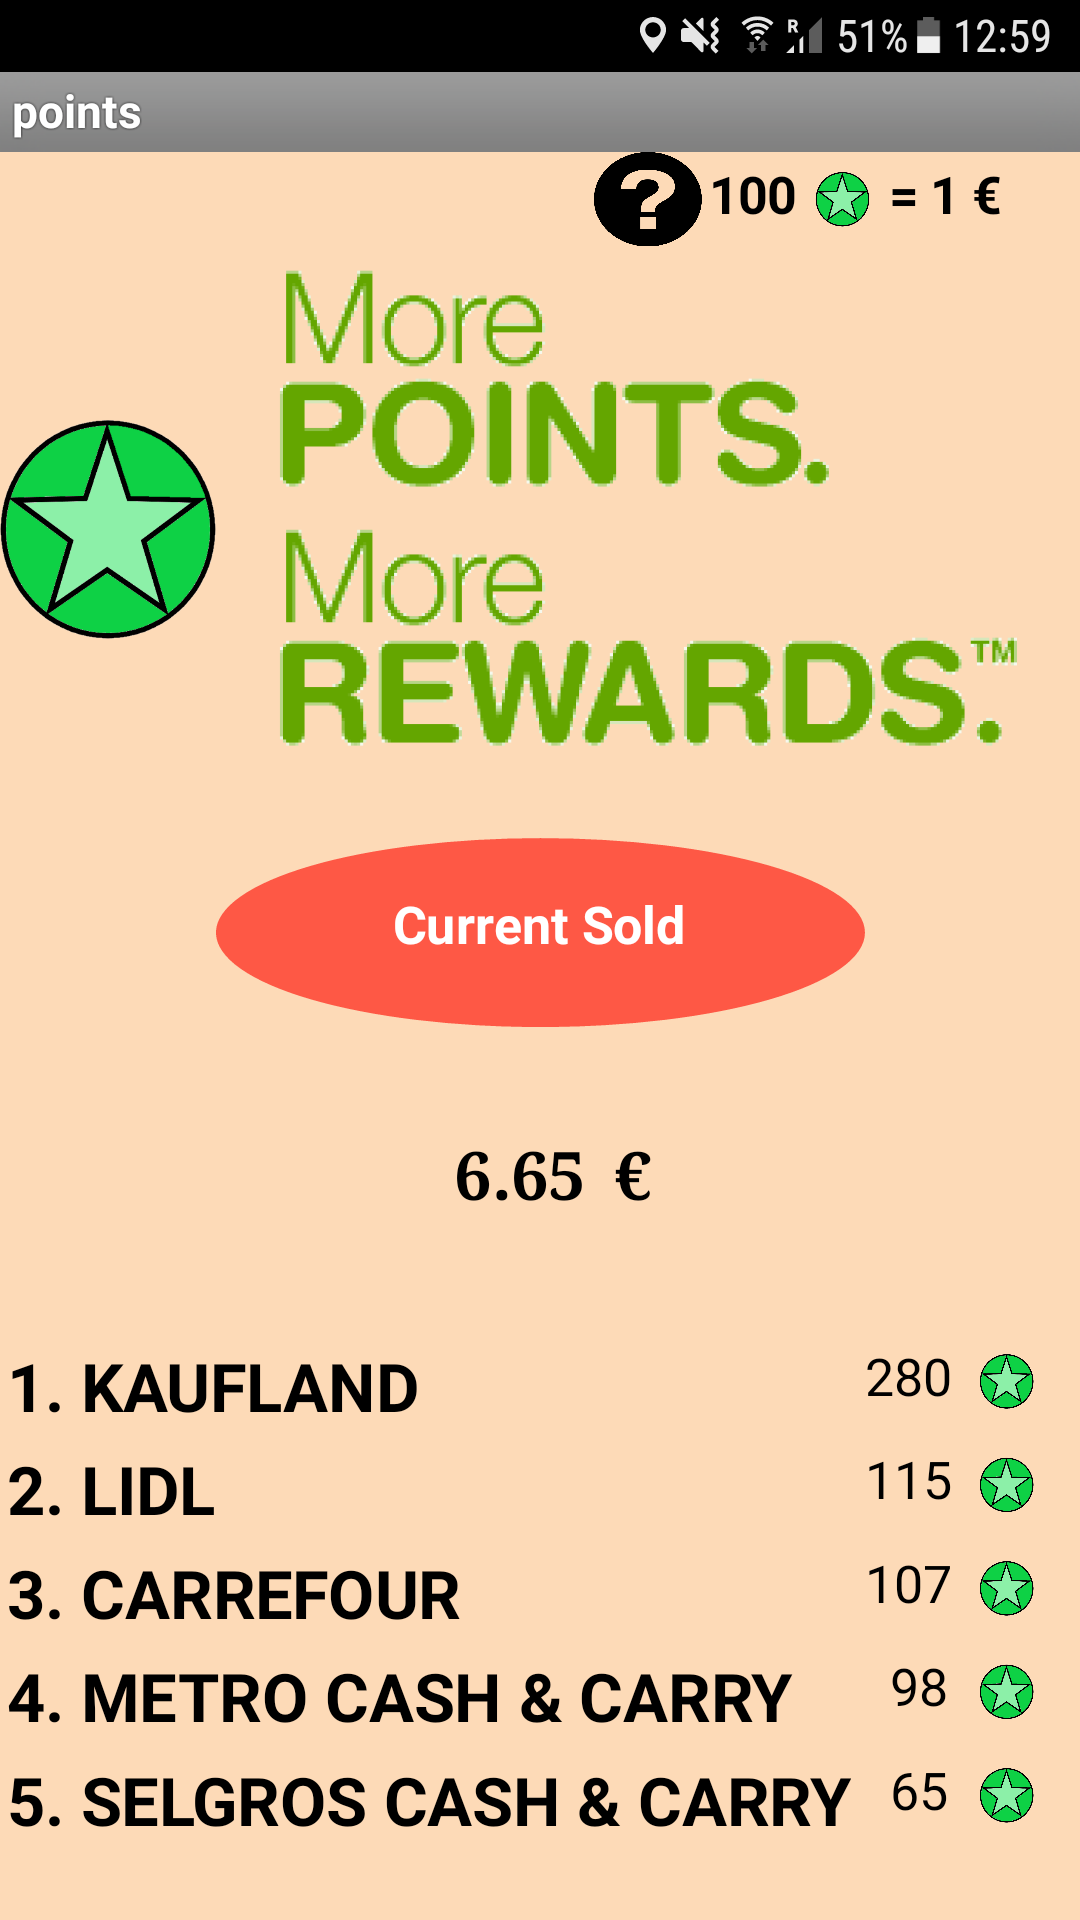 R 51% 12:59
points
? 100 = 1 €
More
POINTS.
More
REWARDS.™
Current Sold
6.65 €
1. KAUFLAND 280
2. LIDL 115
3. CARREFOUR 107
4. METRO CASH & CARRY 98
5. SELGROS CASH & CARRY 65